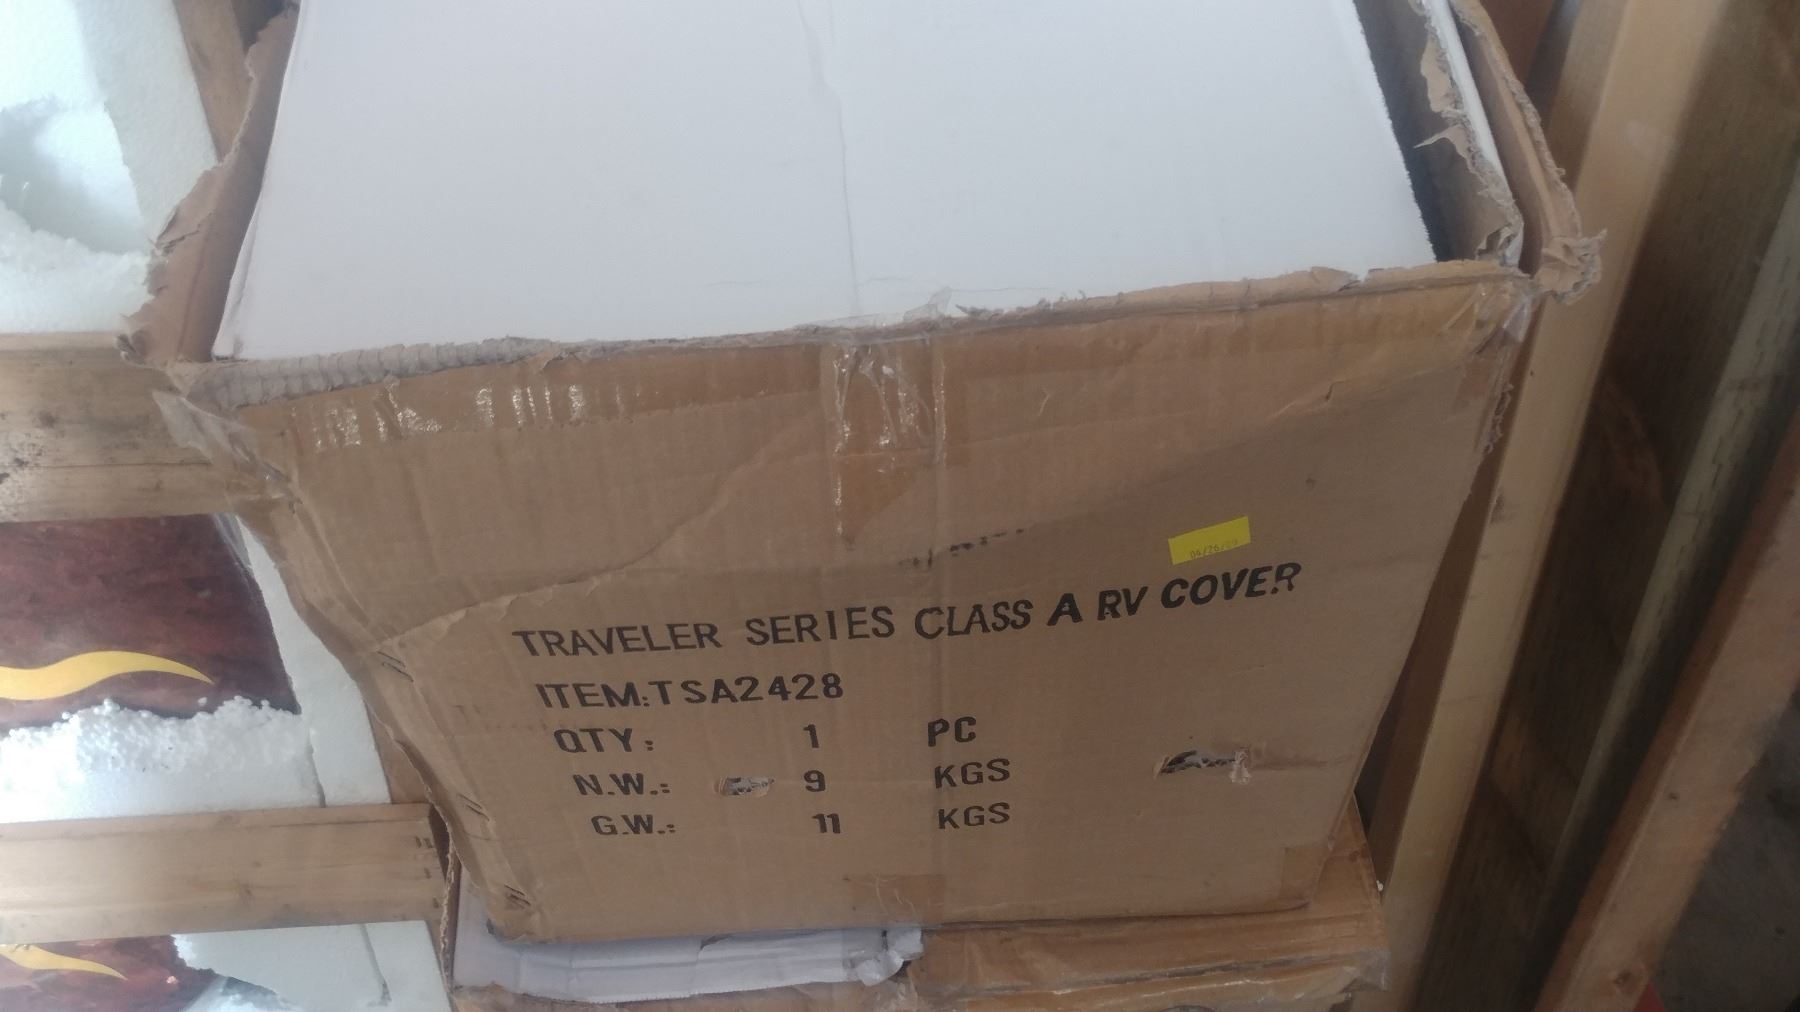 TRAVELER SERIES CLASS A RV COVER
ITEM:TSA2428
QTY: 1 PC
N.W.: 9 KGS
G.W.: 11 KGS